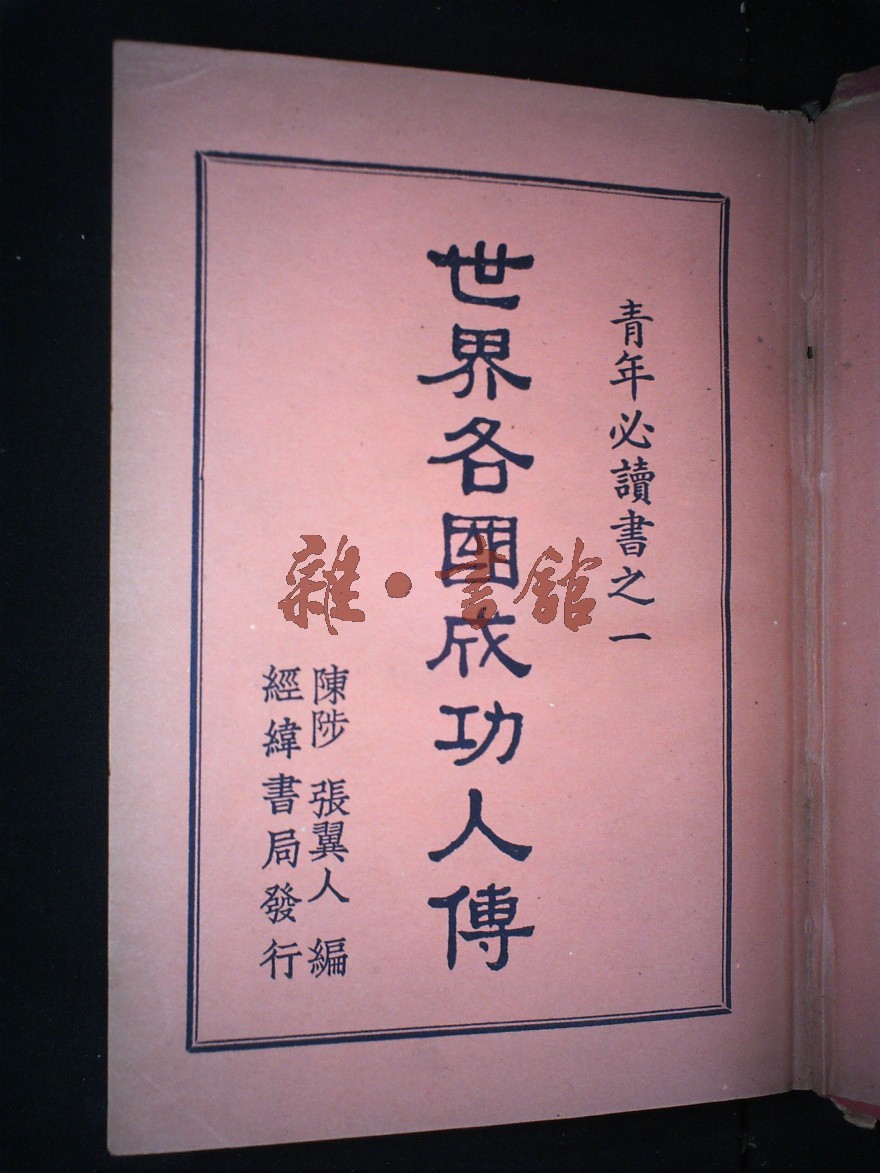 青年必讀書之一
世界各國成功人傳
陳陟 張翼人 編
經緯書局發行
雜·書館